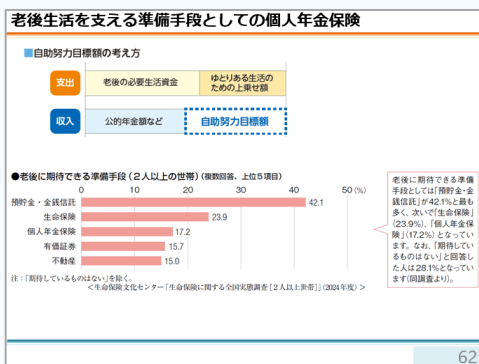 老後生活を支える準備手段としての個人年金保険
■自助努力目標額の考え方
支出
老後の必要生活資金
ゆとりある生活の
ための上乗せ額
収入
公的年金額など
自助努力目標額
●老後に期待できる準備手段(2人以上の世帯)(複数回答、上位5項目)
0 10 20 30 40 50(%)
預貯金・金銭信託 42.1
生命保険 23.9
個人年金保険 17.2
有価証券 15.7
不動産 15.0
注:「期待しているものはない」を除く。
<生命保険文化センター「生命保険に関する全国実態調査[2人以上世帯]」(2024年度)>
老後に期待できる準備
手段としては「預貯金・金
銭信託」が42.1%と最も
多く、次いで「生命保険」
(23.9%)、「個人年金保
険」(17.2%)となってい
ます。なお、「期待してい
るものはない」と回答し
た人は28.1%となってい
ます(同調査より)。
62